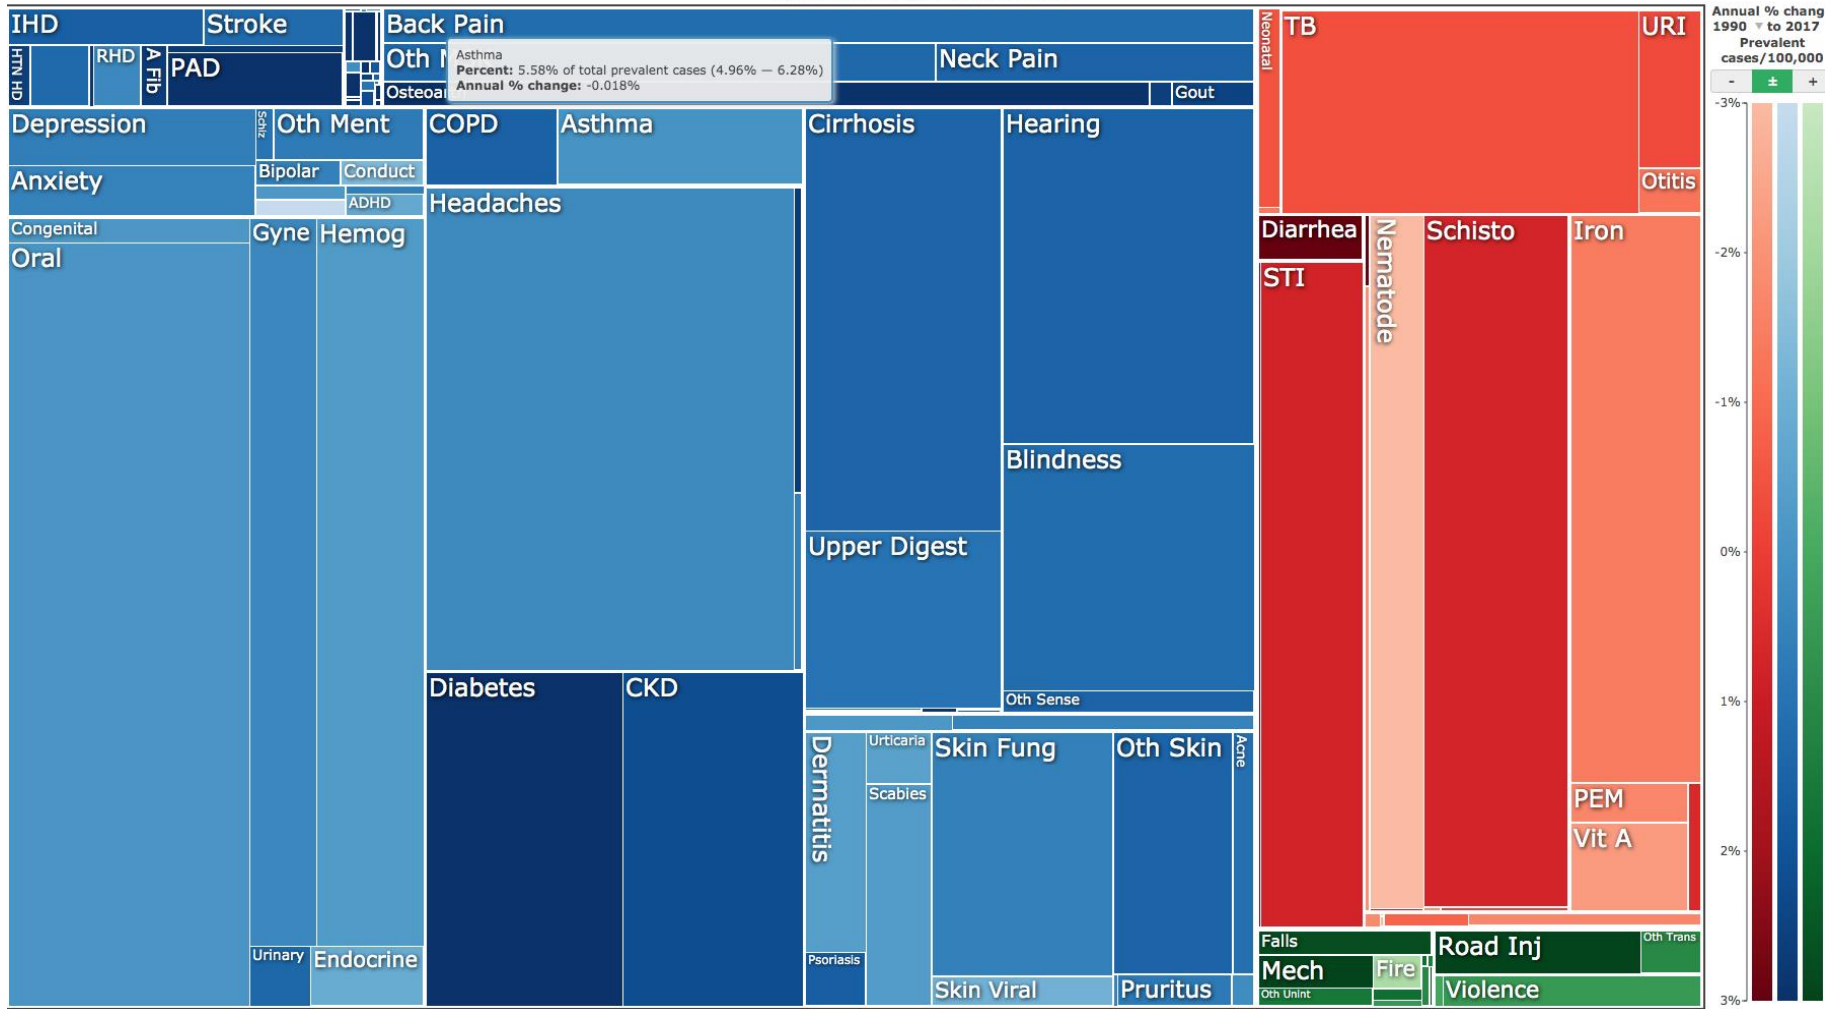 IHD
Stroke
HTN HD
RHD
A Fib
PAD
Back Pain
Oth
Neck Pain
Gout
Asthma
Percent: 5.58% of total prevalent cases (4.96% — 6.28%)
Annual % change: -0.018%
Depression
Schiz
Oth Ment
Anxiety
Bipolar
Conduct
ADHD
COPD
Asthma
Headaches
Congenital
Oral
Gyne
Hemog
Urinary
Endocrine
Diabetes
CKD
Cirrhosis
Hearing
Blindness
Upper Digest
Oth Sense
Dermatitis
Urticaria
Scabies
Psoriasis
Skin Fung
Skin Viral
Oth Skin
Acne
Pruritus
Neonatal
TB
URI
Otitis
Diarrhea
STI
Nematode
Schisto
Iron
PEM
Vit A
Falls
Mech
Fire
Oth Unint
Road Inj
Oth Trans
Violence
Annual % chang
1990 ▼ to 2017
Prevalent
cases/100,000
- ± +
-3%
-2%
-1%
0%
1%
2%
3%